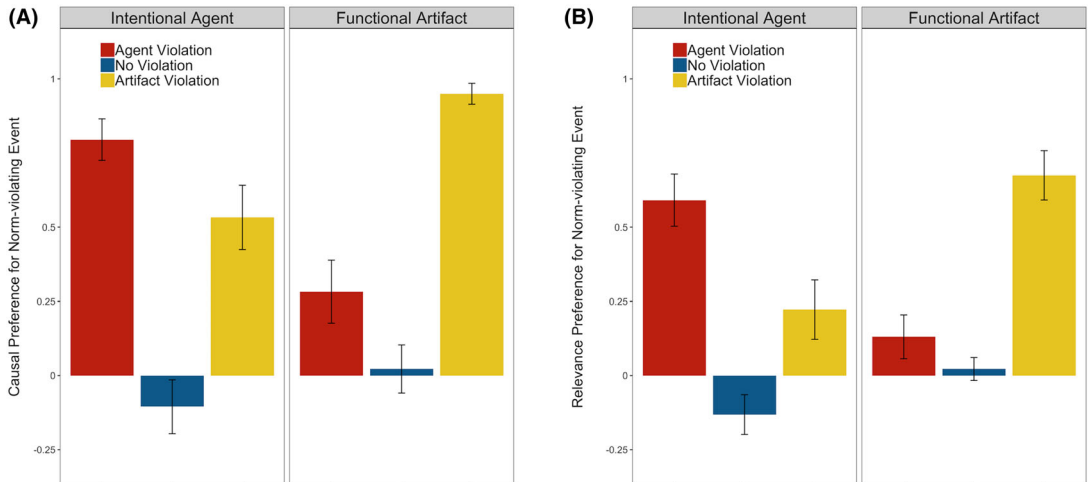 (A)
Intentional Agent
Functional Artifact
Agent Violation
No Violation
Artifact Violation
Causal Preference for Norm-violating Event
1
0.5
0.25
0
-0.25
(B)
Intentional Agent
Functional Artifact
Agent Violation
No Violation
Artifact Violation
Relevance Preference for Norm-violating Event
1
0.5
0.25
0
-0.25